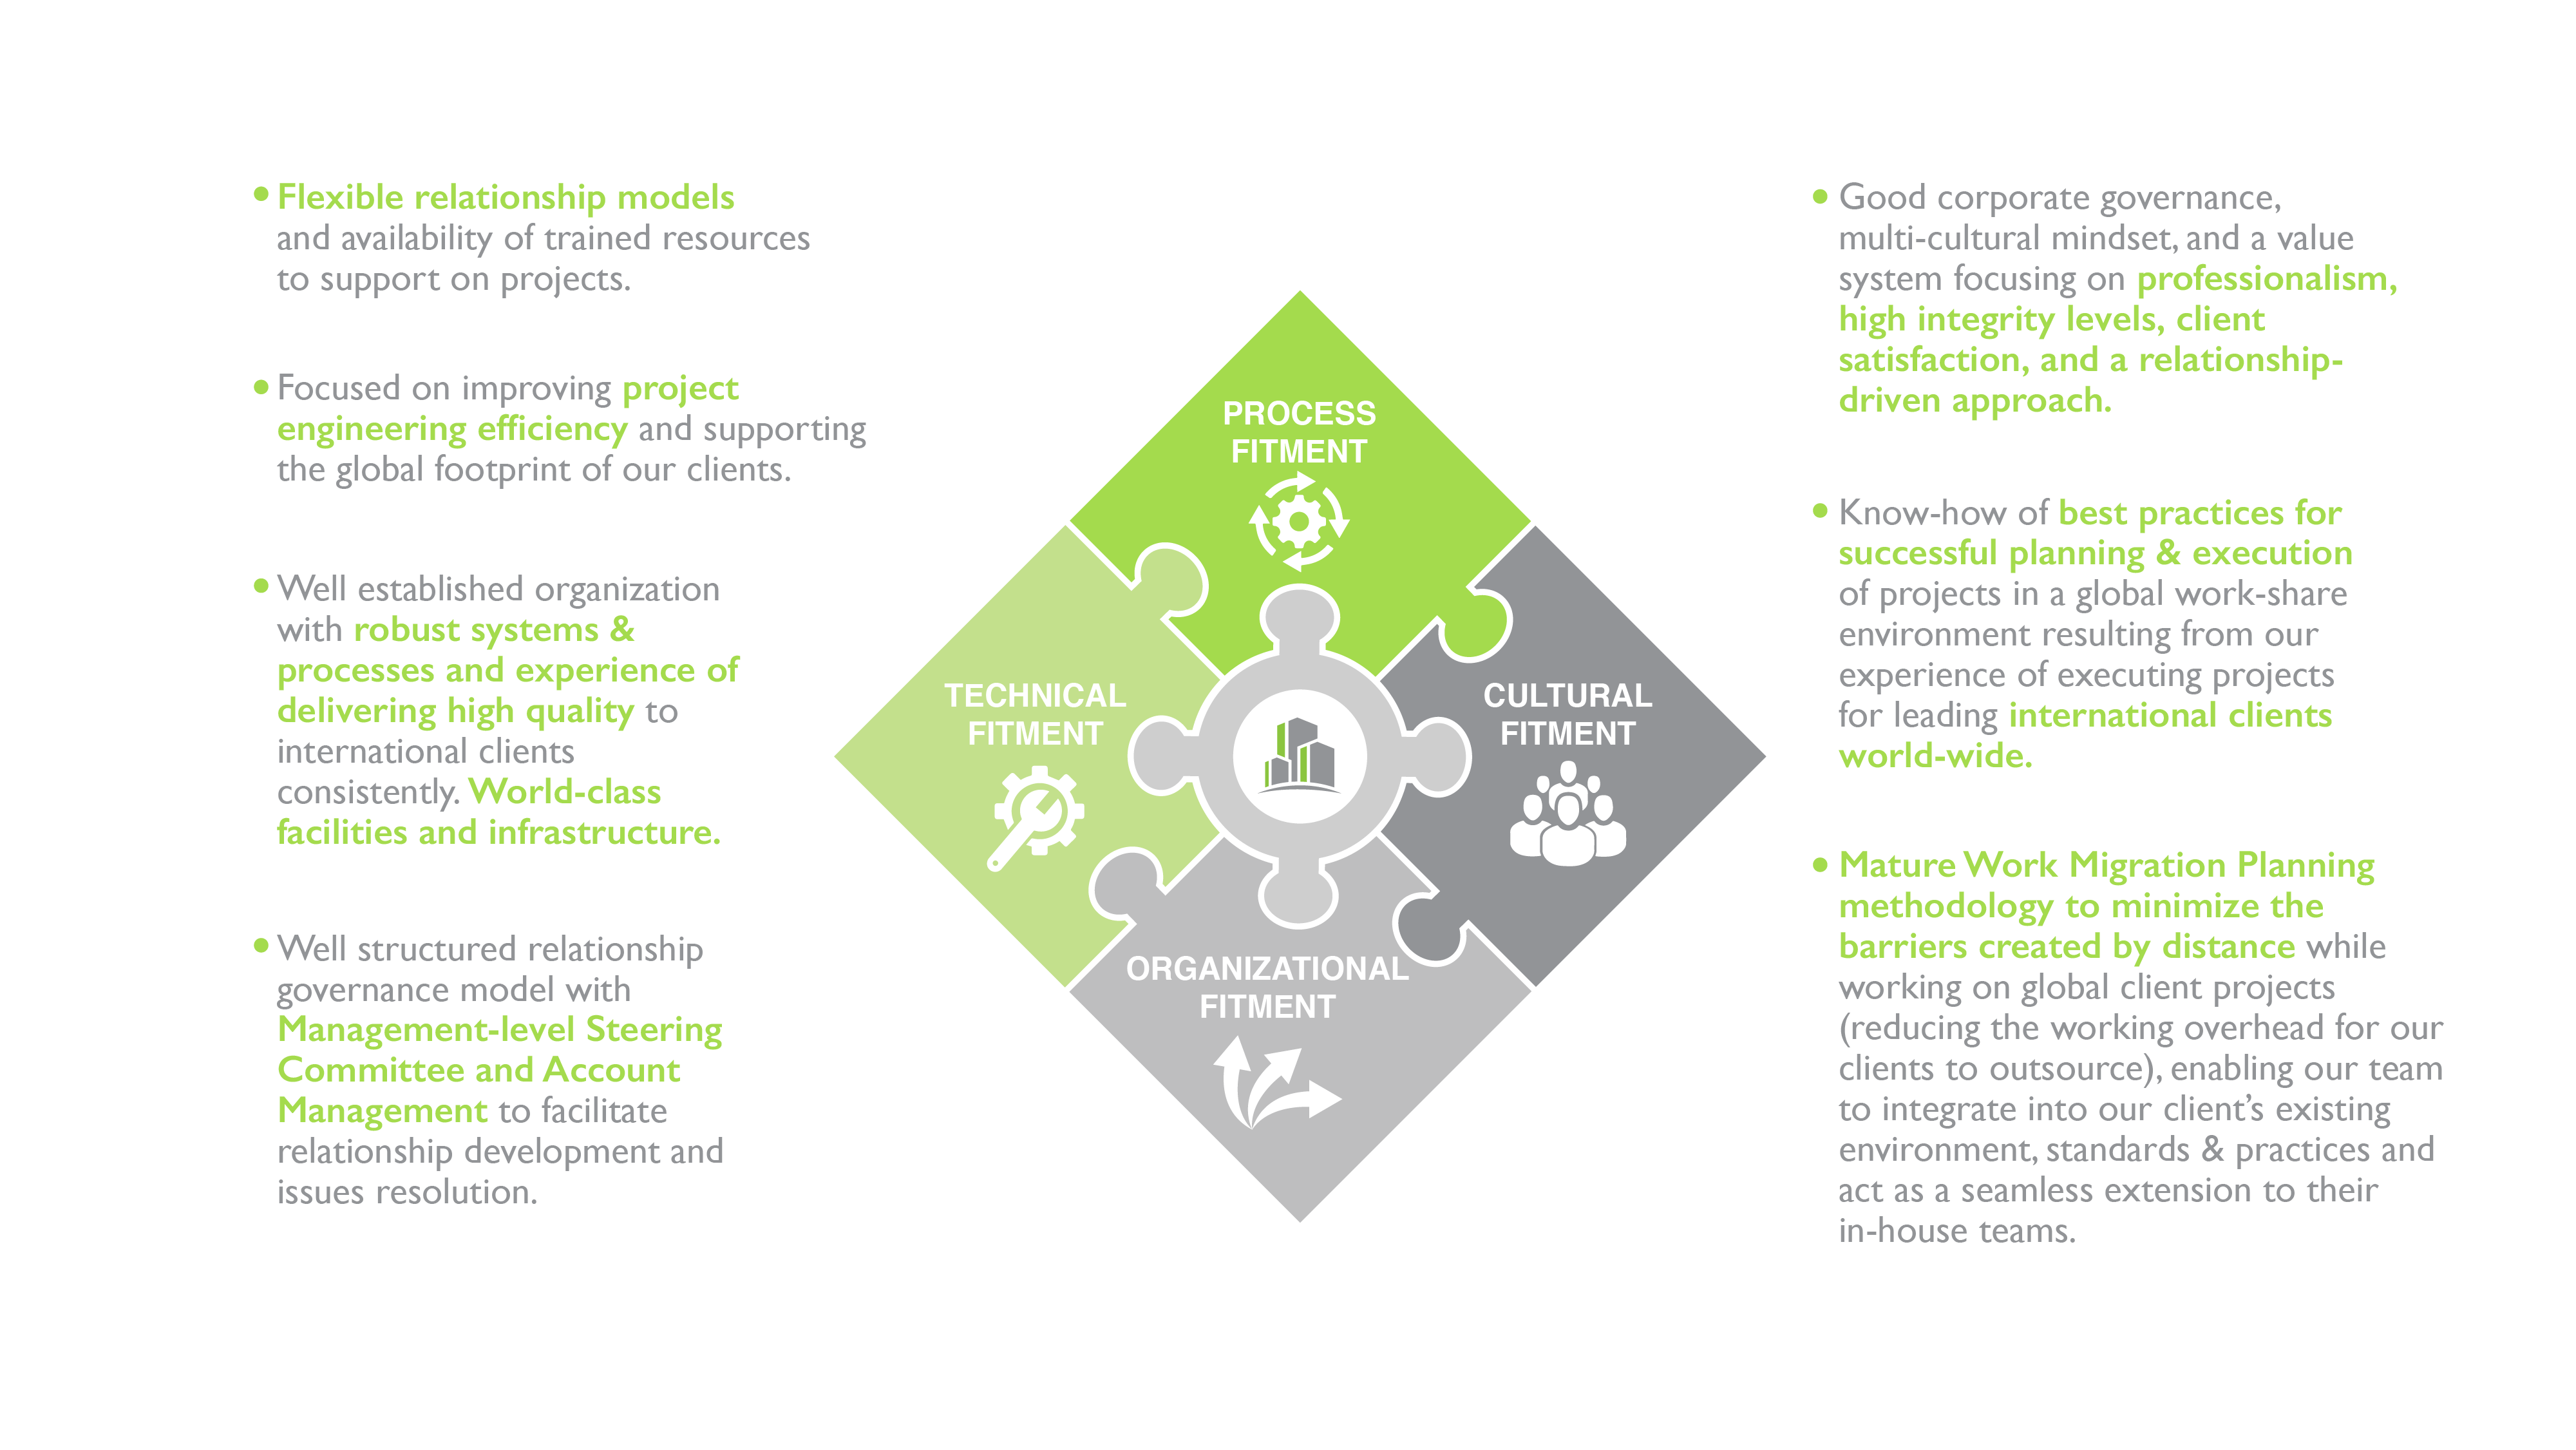 Flexible relationship models
and availability of trained resources
to support on projects.
Focused on improving project
engineering efficiency and supporting
the global footprint of our clients.
Well established organization
with robust systems &
processes and experience of
delivering high quality to
international clients
consistently. World-class
facilities and infrastructure.
Well structured relationship
governance model with
Management-level Steering
Committee and Account
Management to facilitate
relationship development and
issues resolution.
PROCESS
FITMENT
TECHNICAL
FITMENT
CULTURAL
FITMENT
ORGANIZATIONAL
FITMENT
Good corporate governance,
multi-cultural mindset, and a value
system focusing on professionalism,
high integrity levels, client
satisfaction, and a relationship-
driven approach.
Know-how of best practices for
successful planning & execution
of projects in a global work-share
environment resulting from our
experience of executing projects
for leading international clients
world-wide.
Mature Work Migration Planning
methodology to minimize the
barriers created by distance while
working on global client projects
(reducing the working overhead for our
clients to outsource), enabling our team
to integrate into our client’s existing
environment, standards & practices and
act as a seamless extension to their
in-house teams.